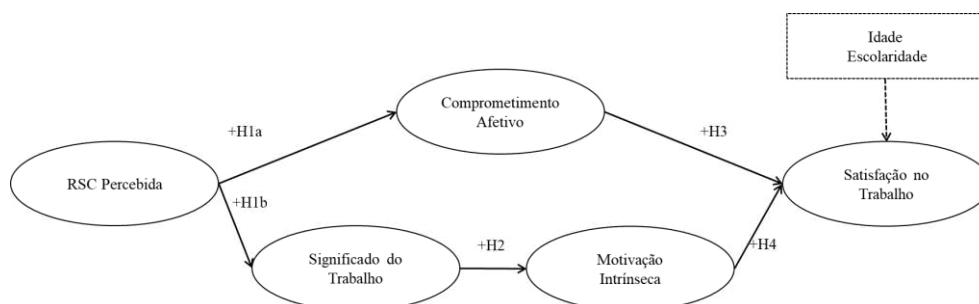 Idade
Escolaridade
Comprometimento
Afetivo
+H1a
+H3
RSC Percebida
Satisfação no
Trabalho
+H1b
+H2
+H4
Significado do
Trabalho
Motivação
Intrínseca